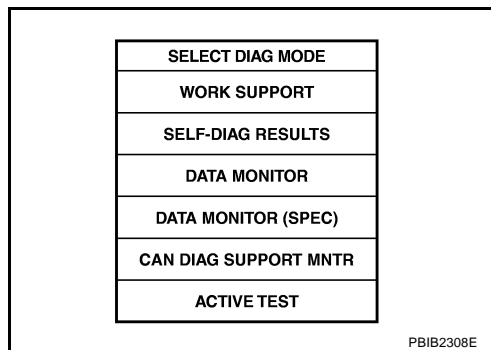 SELECT DIAG MODE
WORK SUPPORT
SELF-DIAG RESULTS
DATA MONITOR
DATA MONITOR (SPEC)
CAN DIAG SUPPORT MNTR
ACTIVE TEST
PBIB2308E